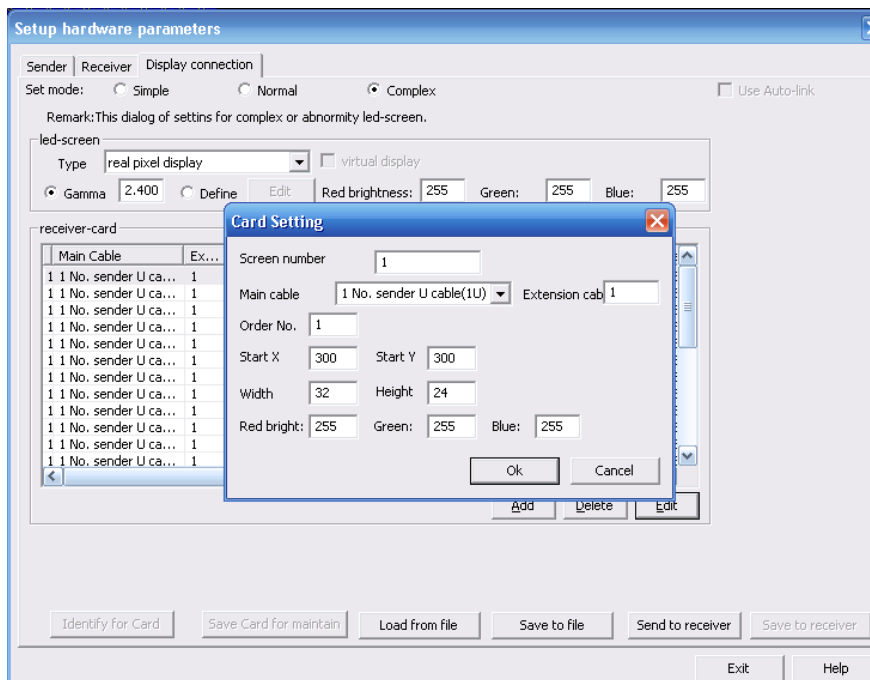 Setup hardware parameters
Sender Receiver Display connection
Set mode: Simple Normal Complex Use Auto-link
Remark:This dialog of settins for complex or abnormity led-screen.
led-screen
Type real pixel display virtual display
Gamma 2.400 Define Edit Red brightness: 255 Green: 255 Blue: 255
receiver-card
Main Cable Ex...
1 1 No. sender U ca... 1
1 1 No. sender U ca... 1
1 1 No. sender U ca... 1
1 1 No. sender U ca... 1
1 1 No. sender U ca... 1
1 1 No. sender U ca... 1
1 1 No. sender U ca... 1
1 1 No. sender U ca... 1
1 1 No. sender U ca... 1
1 1 No. sender U ca... 1
1 1 No. sender U ca... 1
1 1 No. sender U ca... 1
Card Setting
Screen number 1
Main cable 1 No. sender U cable(1U) Extension cab 1
Order No. 1
Start X 300 Start Y 300
Width 32 Height 24
Red bright: 255 Green: 255 Blue: 255
Ok Cancel
Add Delete Edit
Identify for Card Save Card for maintain Load from file Save to file Send to receiver Save to receiver
Exit Help